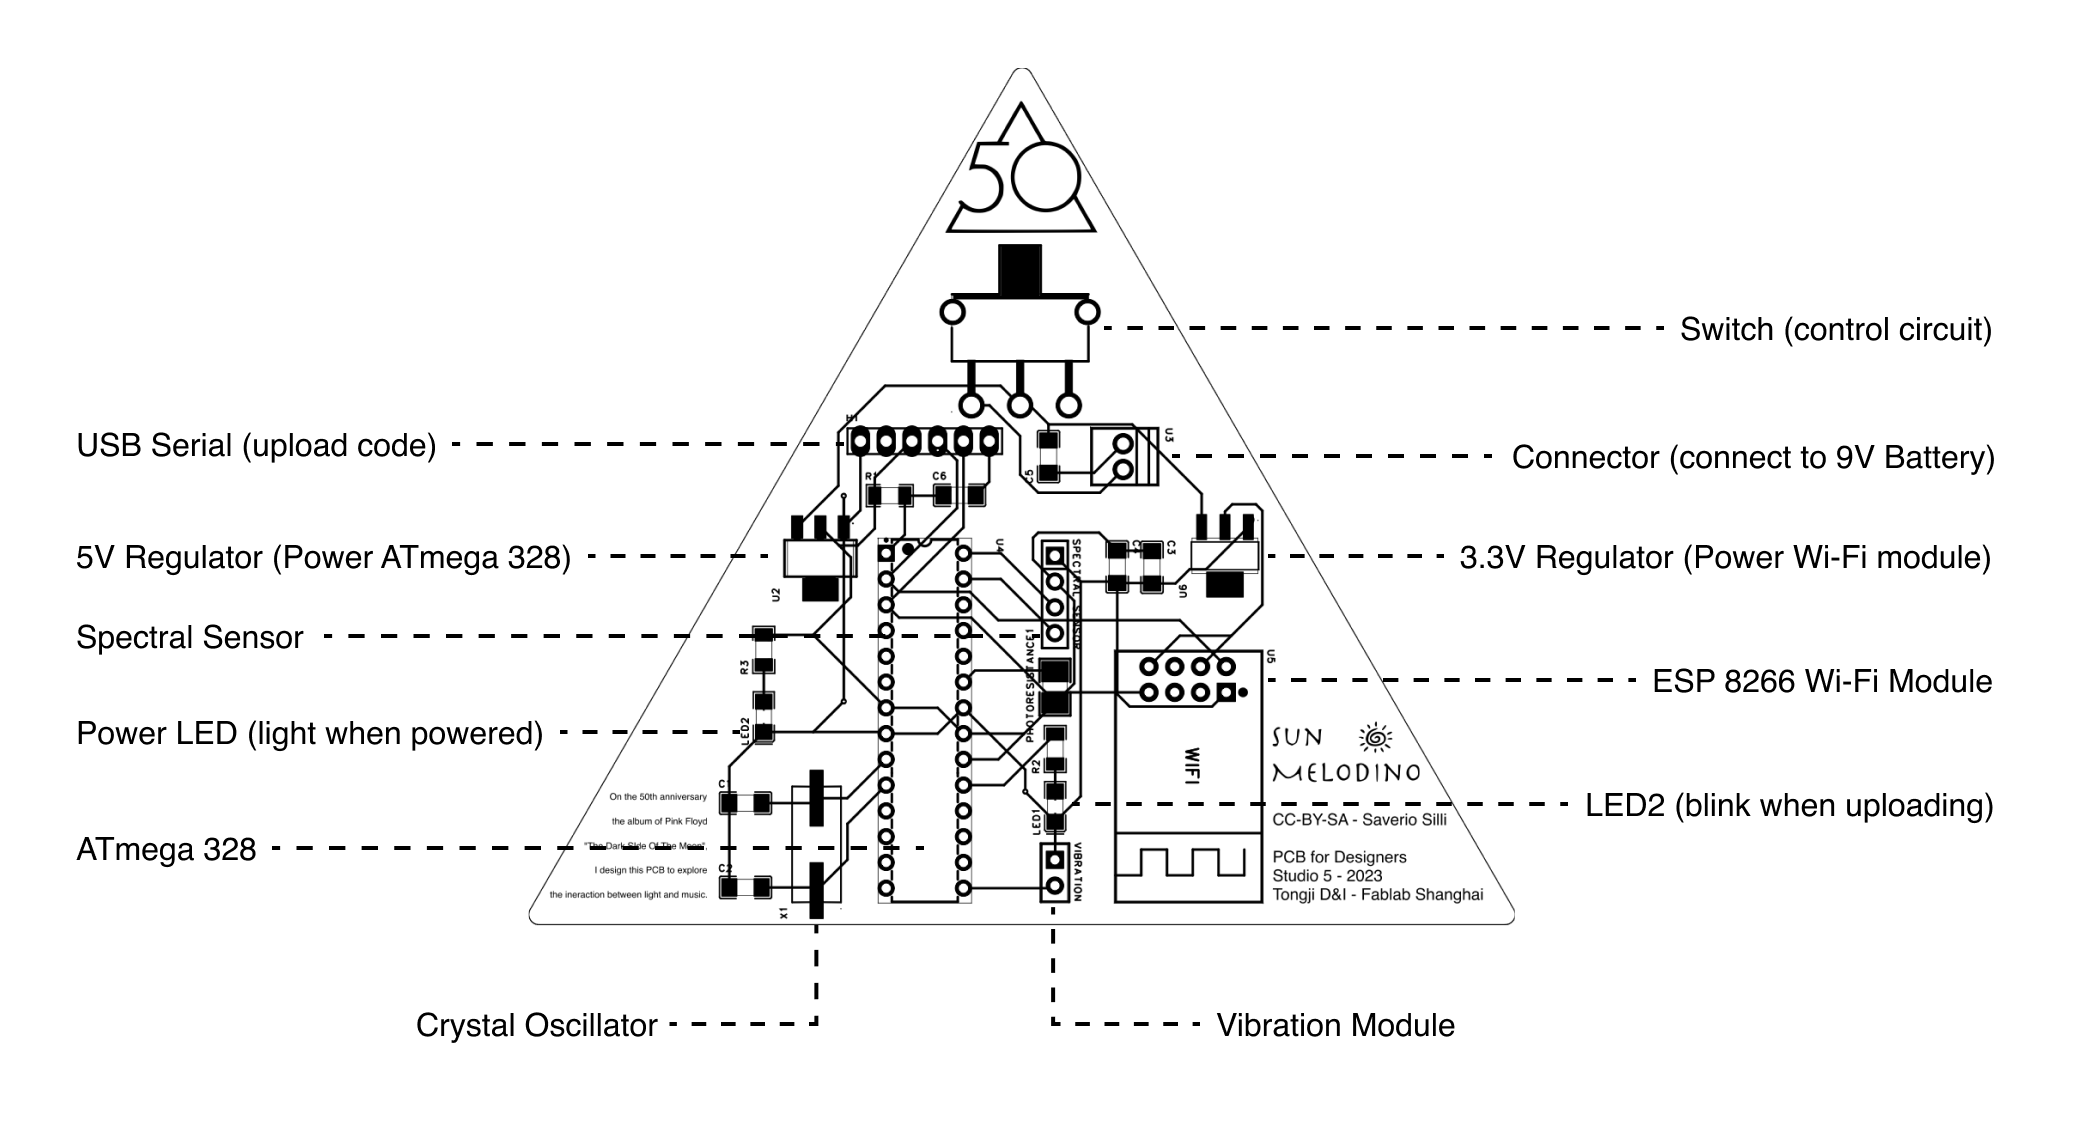 50
Switch (control circuit)
H1
USB Serial (upload code)
U3
Connector (connect to 9V Battery)
C5
R1
C6
5V Regulator (Power ATmega 328)
U2
U4
SPECTRAL SENSOR
C4
C3
U6
3.3V Regulator (Power Wi-Fi module)
Spectral Sensor
R3
PHOTORESISTANCE1
U5
ESP 8266 Wi-Fi Module
Power LED (light when powered)
LED2
R2
WIFI
SUN
MELODINO
LED2 (blink when uploading)
LED1
CC-BY-SA - Saverio Silli
PCB for Designers
Studio 5 - 2023
Tongji D&I - Fablab Shanghai
C1
On the 50th anniversary
the album of Pink Floyd
"The Dark SIde Of The Moon",
I design this PCB to explore
the ineraction between light and music.
ATmega 328
C2
X1
VIBRATION
Crystal Oscillator
Vibration Module